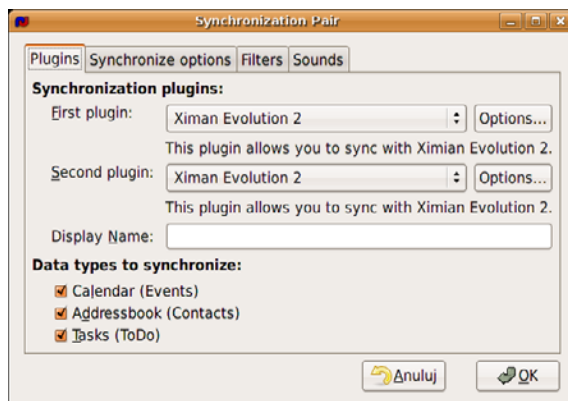 Synchronization Pair
Plugins Synchronize options Filters Sounds
Synchronization plugins:
First plugin: Ximan Evolution 2 Options...
This plugin allows you to sync with Ximian Evolution 2.
Second plugin: Ximan Evolution 2 Options...
This plugin allows you to sync with Ximian Evolution 2.
Display Name:
Data types to synchronize:
Calendar (Events)
Addressbook (Contacts)
Tasks (ToDo)
Anuluj OK